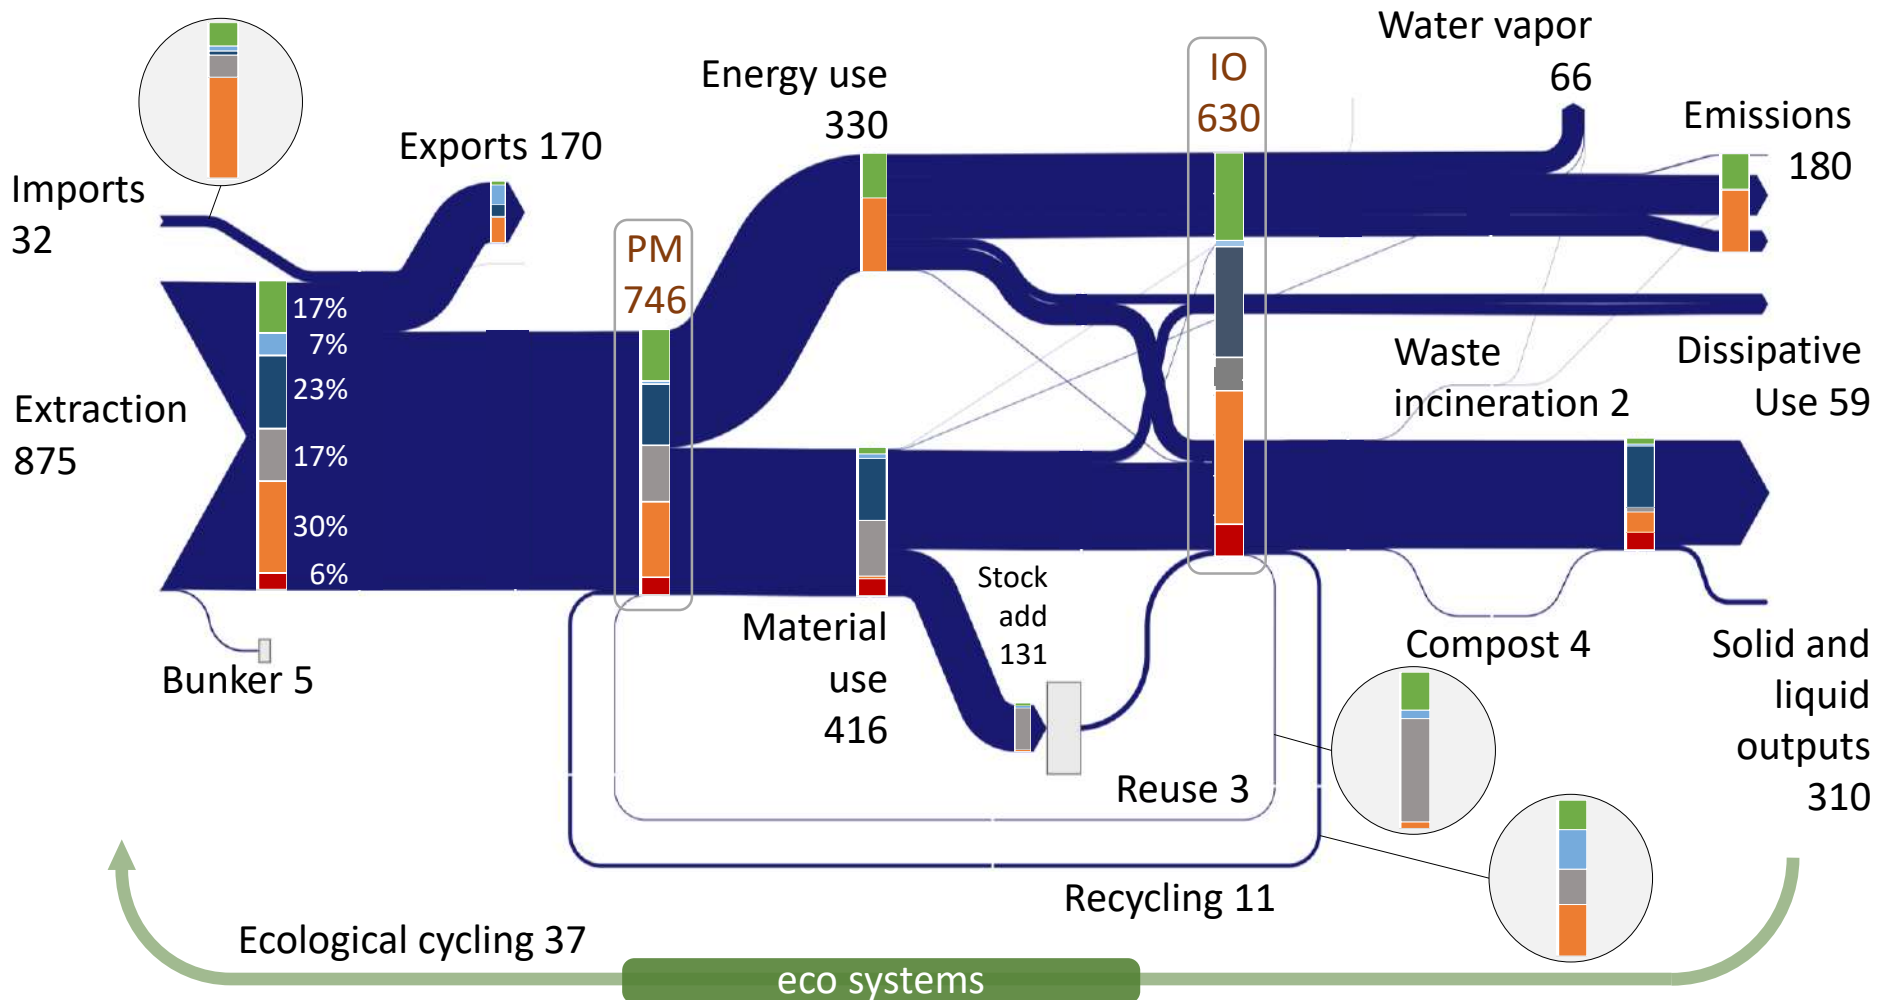 Water vapor
66
IO
630
Energy use
330
Emissions
180
Exports 170
Imports
32
PM
746
17%
7%
23%
17%
30%
6%
Extraction
875
Waste
incineration 2
Dissipative
Use 59
Stock
add
131
Material
use
416
Bunker 5
Compost 4
Solid and
liquid
outputs
310
Reuse 3
Recycling 11
Ecological cycling 37
eco systems